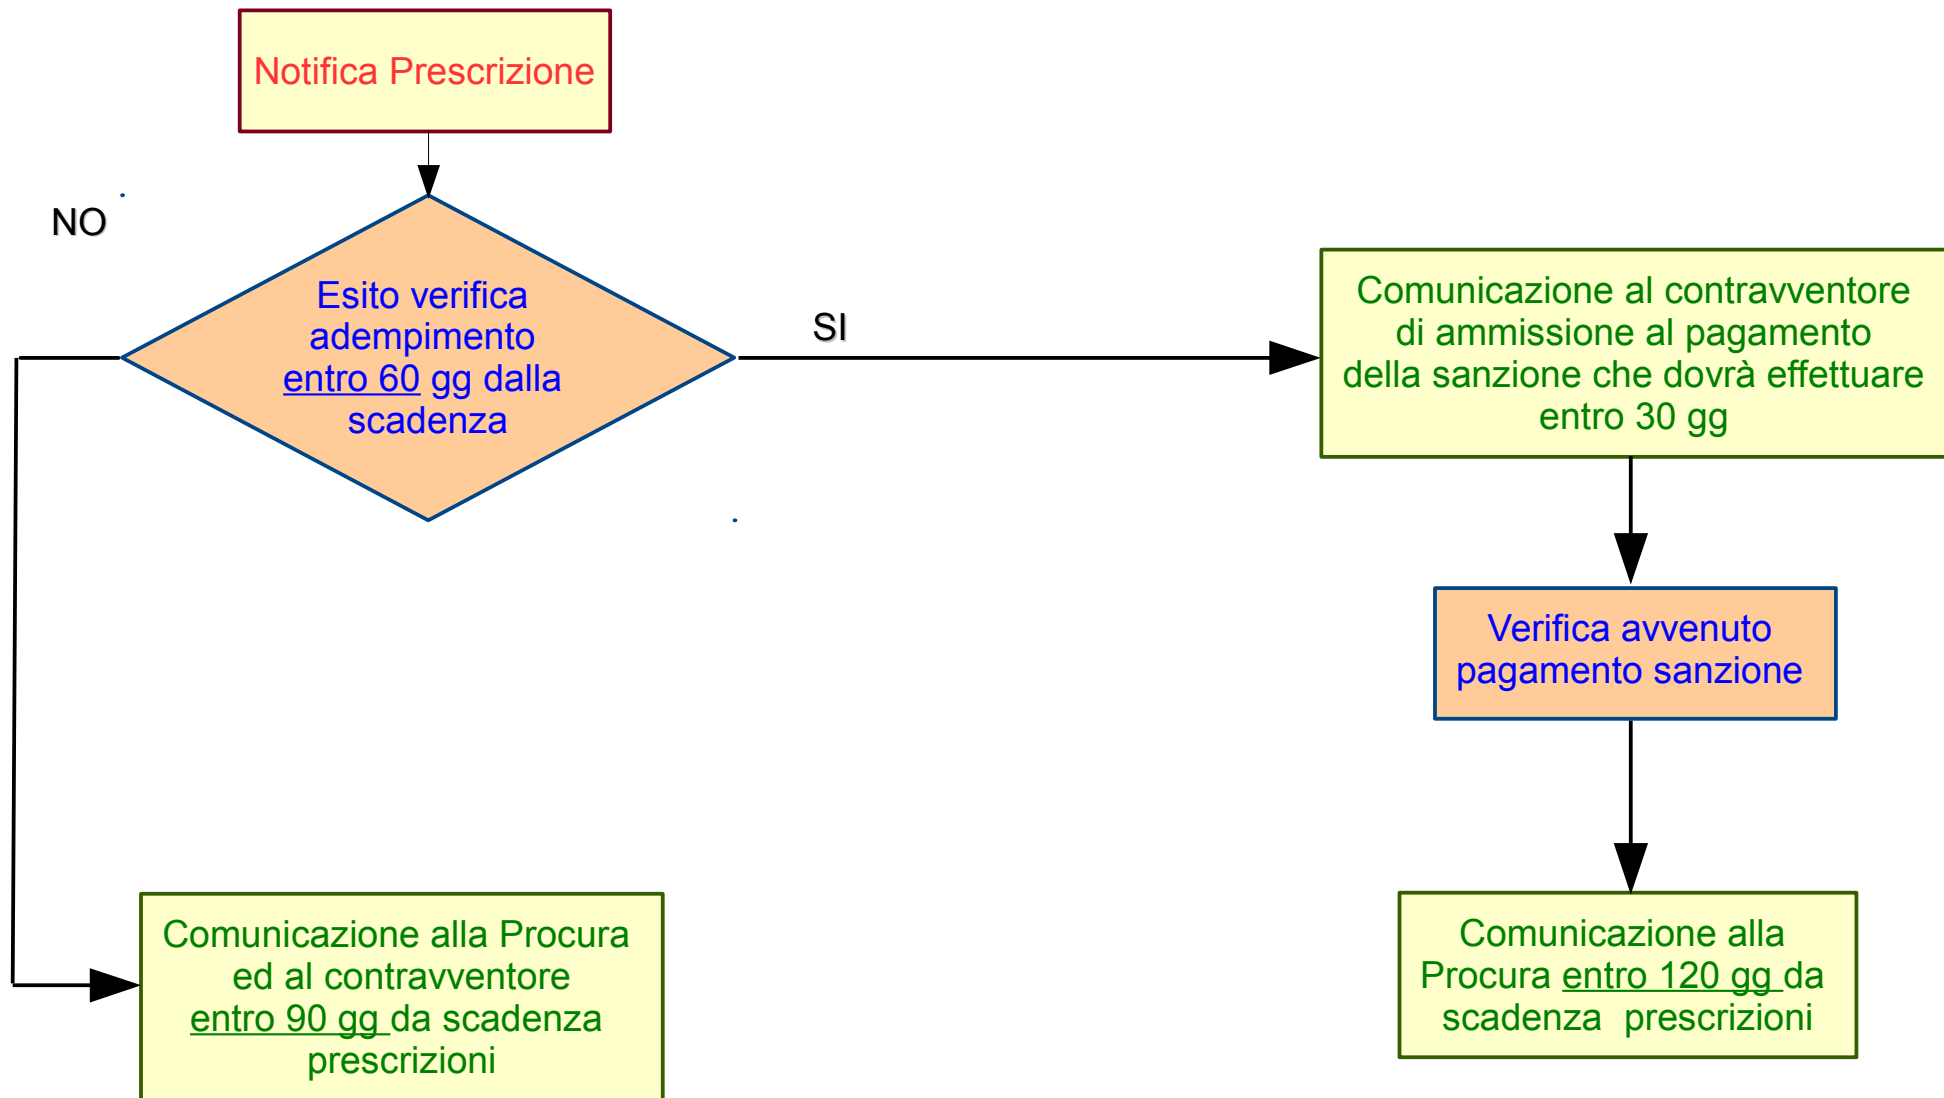 Notifica Prescrizione
NO
Esito verifica
adempimento
entro 60 gg dalla
scadenza
SI
Comunicazione al contravventore
di ammissione al pagamento
della sanzione che dovrà effettuare
entro 30 gg
Verifica avvenuto
pagamento sanzione
Comunicazione alla Procura
ed al contravventore
entro 90 gg da scadenza
prescrizioni
Comunicazione alla
Procura entro 120 gg da
scadenza prescrizioni